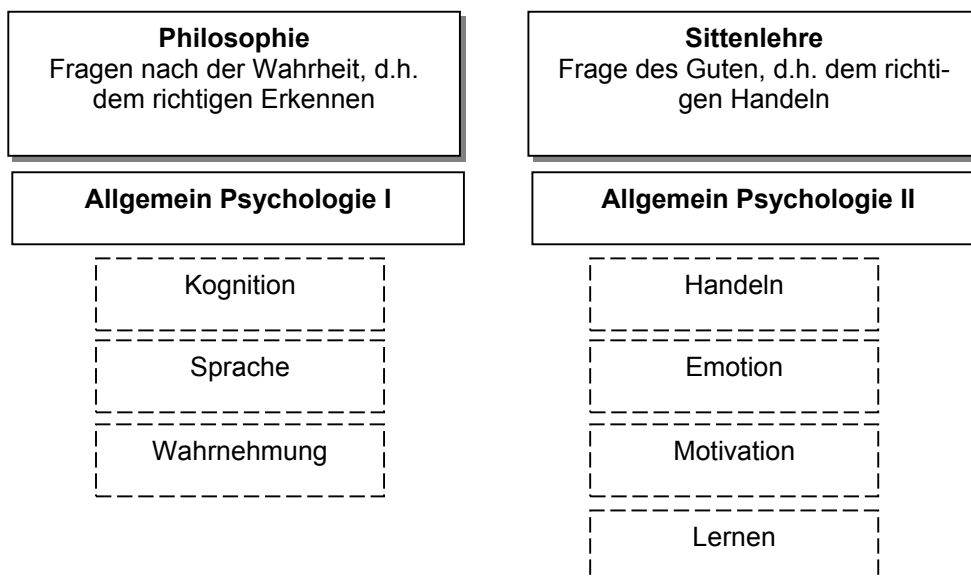 Philosophie
Fragen nach der Wahrheit, d.h.
dem richtigen Erkennen
Sittenlehre
Frage des Guten, d.h. dem richti-
gen Handeln
Allgemein Psychologie I
Allgemein Psychologie II
Kognition
Sprache
Wahrnehmung
Handeln
Emotion
Motivation
Lernen